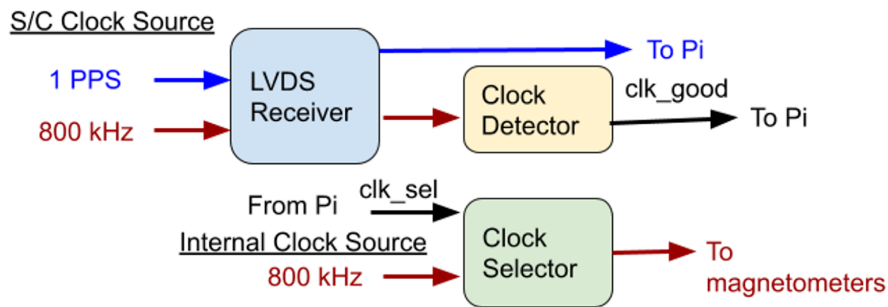 S/C Clock Source
1 PPS
800 kHz
LVDS
Receiver
To Pi
Clock
Detector
clk_good
To Pi
From Pi
clk_sel
Internal Clock Source
800 kHz
Clock
Selector
To
magnetometers